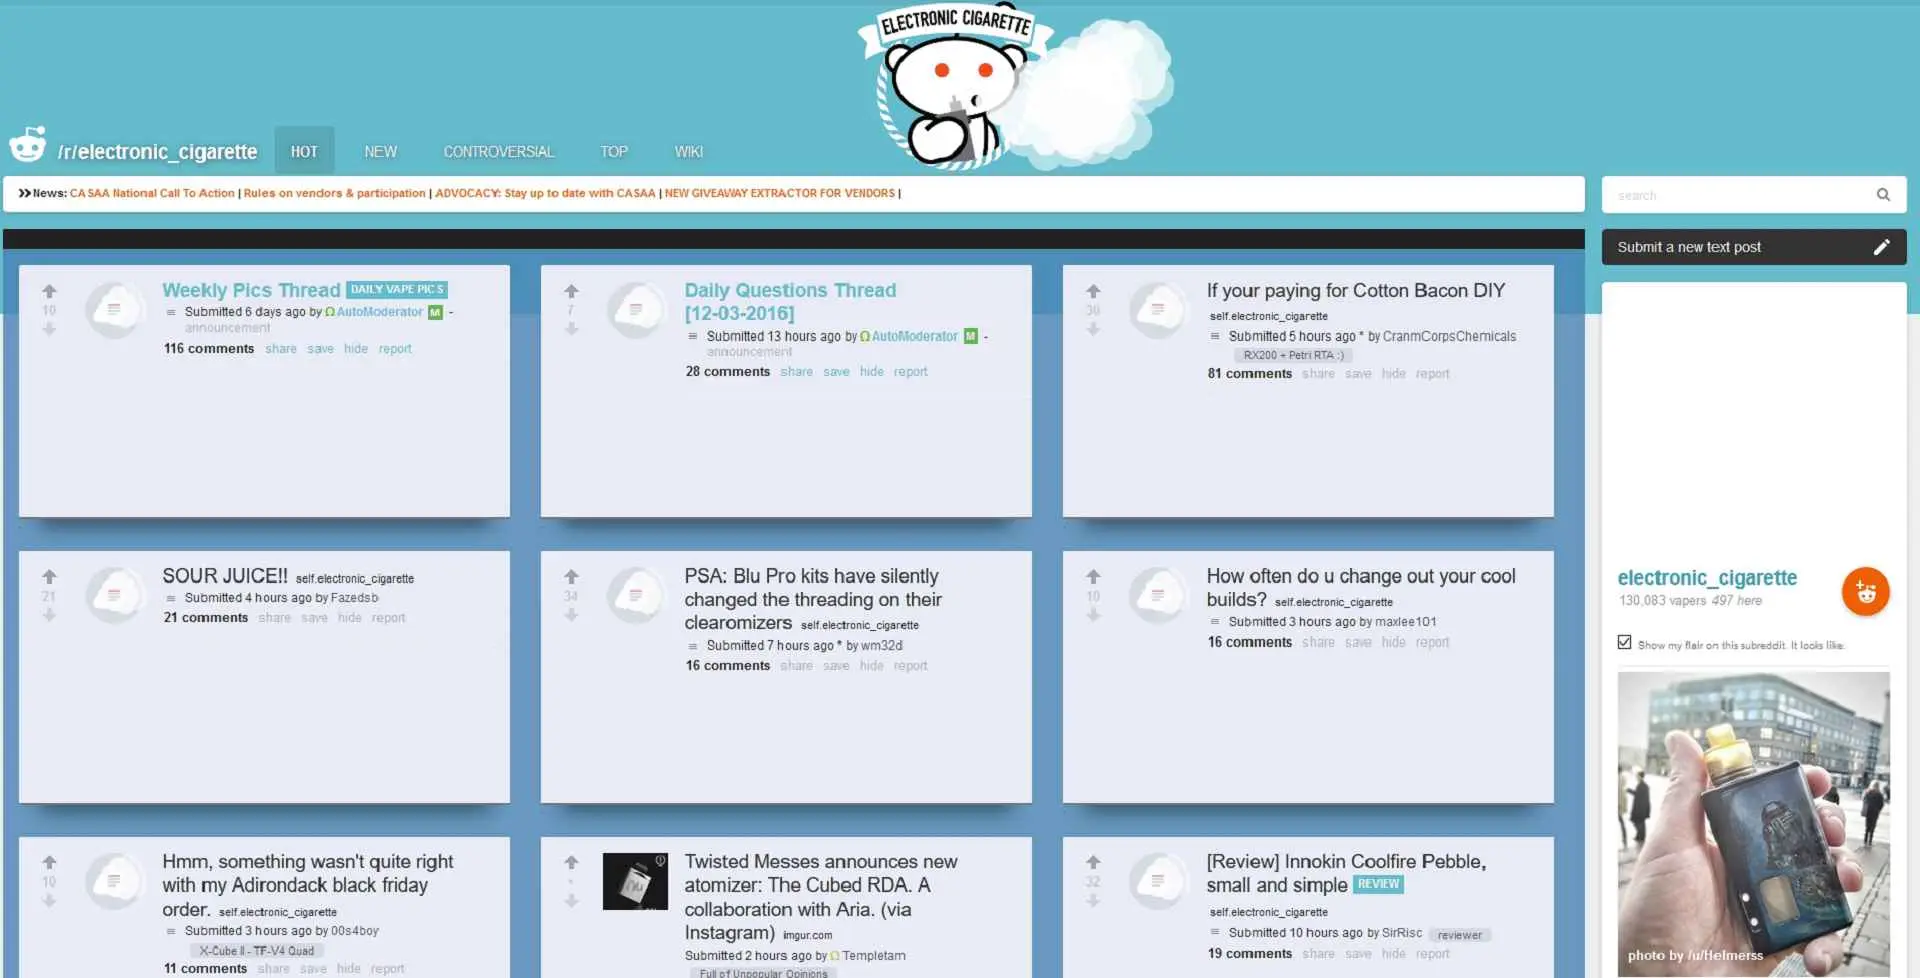 ELECTRONIC CIGARETTE
/r/electronic_cigarette HOT NEW CONTROVERSIAL TOP WIKI
News: CASAA National Call To Action | Rules on vendors & participation | ADVOCACY: Stay up to date with CASAA | NEW GIVEAWAY EXTRACTOR FOR VENDORS |
search
Submit a new text post
10
Weekly Pics Thread DAILY VAPE PICS
Submitted 6 days ago by AutoModerator M -
announcement
116 comments share save hide report
7
Daily Questions Thread
[12-03-2016]
Submitted 13 hours ago by AutoModerator M -
announcement
28 comments share save hide report
30
If your paying for Cotton Bacon DIY
self.electronic_cigarette
Submitted 5 hours ago * by CranmCorpsChemicals
RX200 + Petri RTA :)
81 comments share save hide report
21
SOUR JUICE!! self.electronic_cigarette
Submitted 4 hours ago by Fazedsb
21 comments share save hide report
34
PSA: Blu Pro kits have silently
changed the threading on their
clearomizers self.electronic_cigarette
Submitted 7 hours ago * by wm32d
16 comments share save hide report
10
How often do u change out your cool
builds? self.electronic_cigarette
Submitted 3 hours ago by maxlee101
16 comments share save hide report
10
Hmm, something wasn't quite right
with my Adirondack black friday
order. self.electronic_cigarette
Submitted 3 hours ago by 00s4boy
X-Cube II - TF-V4 Quad
11 comments share save hide report
•
Twisted Messes announces new
atomizer: The Cubed RDA. A
collaboration with Aria. (via
Instagram) imgur.com
Submitted 2 hours ago by Templetam
Full of Unpopular Opinions
32
[Review] Innokin Coolfire Pebble,
small and simple REVIEW
self.electronic_cigarette
Submitted 10 hours ago by SirRisc reviewer
19 comments share save hide report
electronic_cigarette
130,083 vapers 497 here
Show my flair on this subreddit. It looks like:
photo by /u/Helmerss